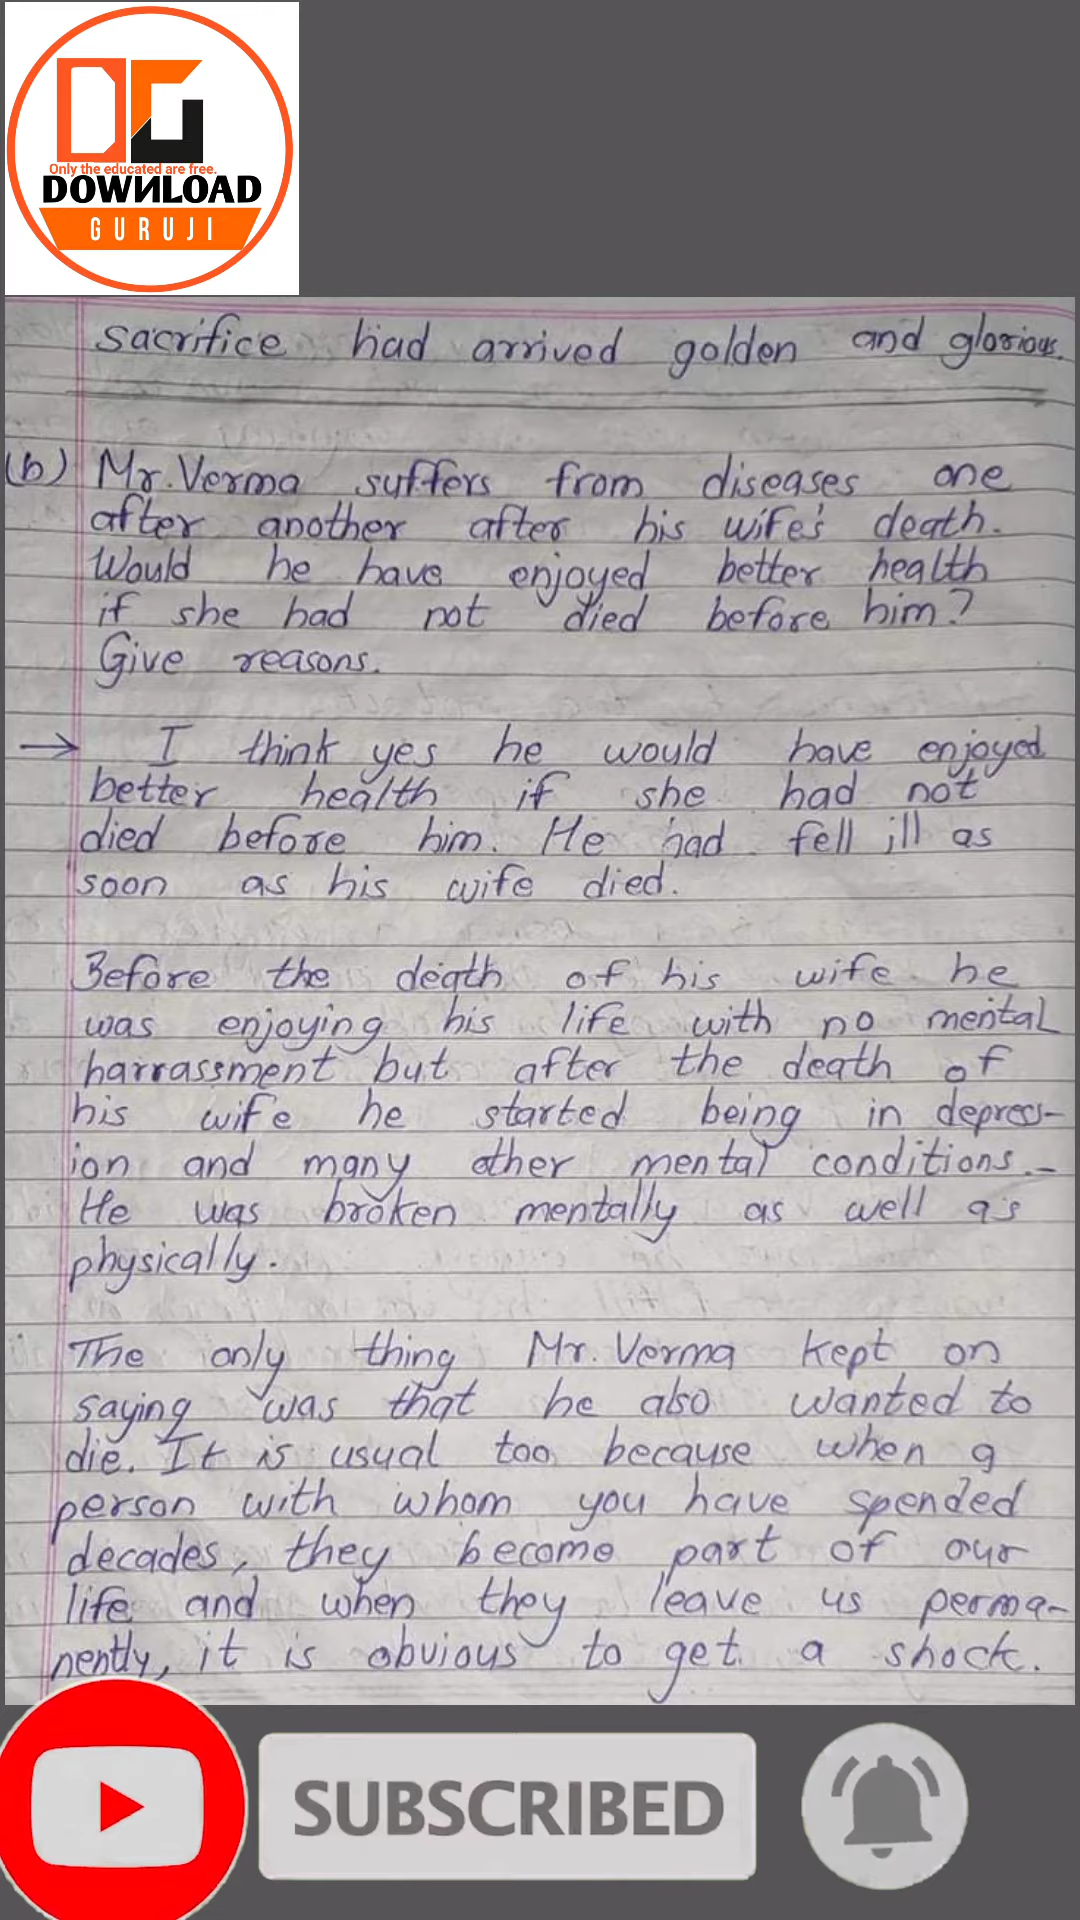 Only the educated are free.
DOWNLOAD
GURUJI
sacrifice had arrived golden and glorious.
(b) Mr. Verma suffers from diseases one
after another after his wife's death.
Would he have enjoyed better health
if she had not died before him?
Give reasons.
→ I think yes he would have enjoyed
better health if she had not
died before him. He had fell ill as
soon as his wife died.
Before the death of his wife he
was enjoying his life with no mental
harrassment but after the death of
his wife he started being in depress-
ion and many other mental conditions.-
He was broken mentally as well as
physically.
The only thing Mr. Verma kept on
saying was that he also wanted to
die. It is usual too because when a
person with whom you have spended
decades, they become part of our
life and when they leave us perma-
nently, it is obvious to get a shock.
SUBSCRIBED